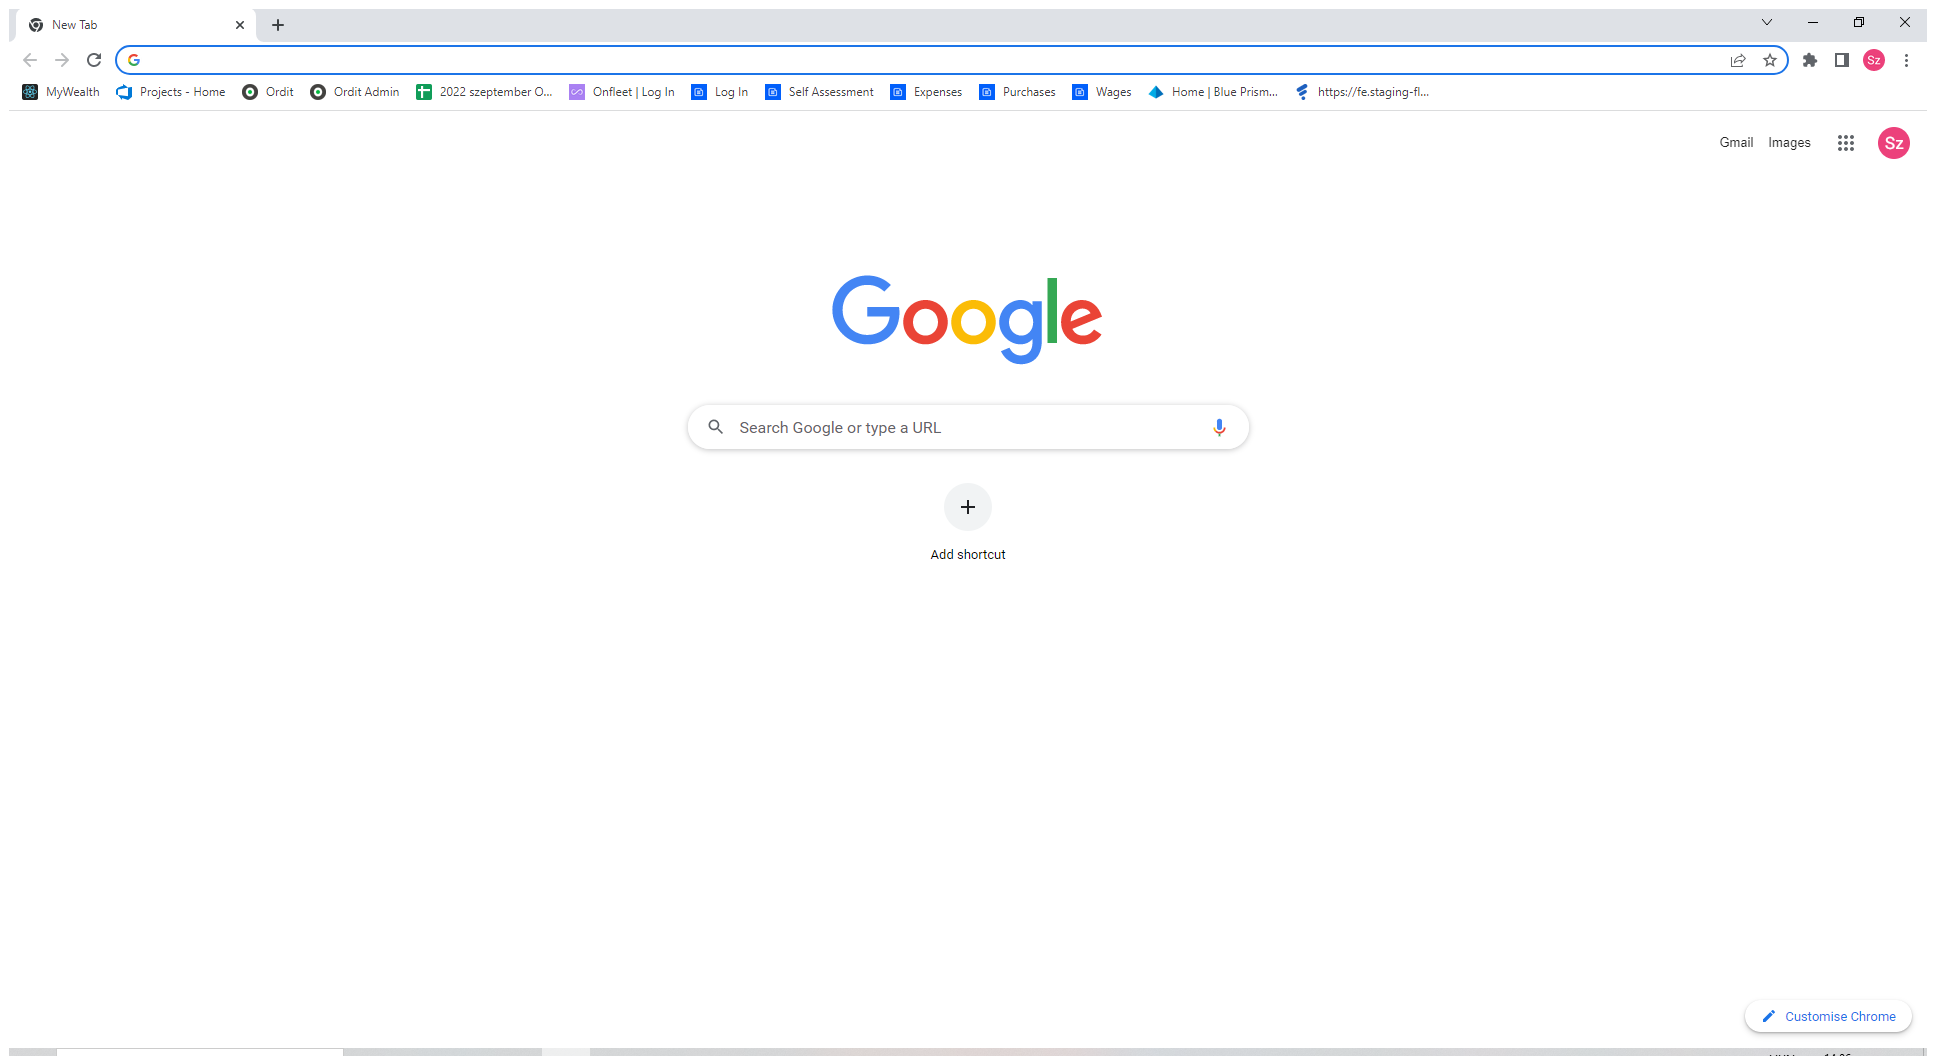 New Tab
MyWealth Projects - Home Ordit Ordit Admin 2022 szeptember O... Onfleet | Log In Log In Self Assessment Expenses Purchases Wages Home | Blue Prism... https://fe.staging-fl...
Sz
Gmail Images Sz
Google
Search Google or type a URL
Add shortcut
Customise Chrome